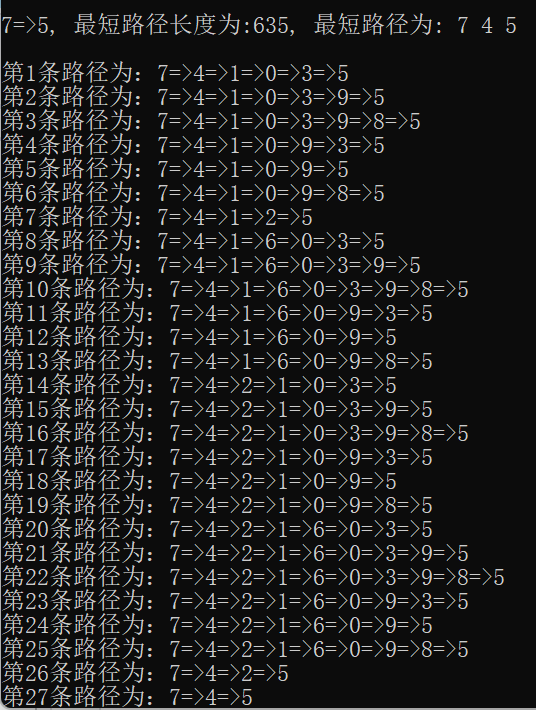 7=>5, 最短路径长度为:635, 最短路径为: 7 4 5
第1条路径为: 7=>4=>1=>0=>3=>5
第2条路径为: 7=>4=>1=>0=>3=>9=>5
第3条路径为: 7=>4=>1=>0=>3=>9=>8=>5
第4条路径为: 7=>4=>1=>0=>9=>3=>5
第5条路径为: 7=>4=>1=>0=>9=>5
第6条路径为: 7=>4=>1=>0=>9=>8=>5
第7条路径为: 7=>4=>1=>2=>5
第8条路径为: 7=>4=>1=>6=>0=>3=>5
第9条路径为: 7=>4=>1=>6=>0=>3=>9=>5
第10条路径为: 7=>4=>1=>6=>0=>3=>9=>8=>5
第11条路径为: 7=>4=>1=>6=>0=>9=>3=>5
第12条路径为: 7=>4=>1=>6=>0=>9=>5
第13条路径为: 7=>4=>1=>6=>0=>9=>8=>5
第14条路径为: 7=>4=>2=>1=>0=>3=>5
第15条路径为: 7=>4=>2=>1=>0=>3=>9=>5
第16条路径为: 7=>4=>2=>1=>0=>3=>9=>8=>5
第17条路径为: 7=>4=>2=>1=>0=>9=>3=>5
第18条路径为: 7=>4=>2=>1=>0=>9=>5
第19条路径为: 7=>4=>2=>1=>0=>9=>8=>5
第20条路径为: 7=>4=>2=>1=>6=>0=>3=>5
第21条路径为: 7=>4=>2=>1=>6=>0=>3=>9=>5
第22条路径为: 7=>4=>2=>1=>6=>0=>3=>9=>8=>5
第23条路径为: 7=>4=>2=>1=>6=>0=>9=>3=>5
第24条路径为: 7=>4=>2=>1=>6=>0=>9=>5
第25条路径为: 7=>4=>2=>1=>6=>0=>9=>8=>5
第26条路径为: 7=>4=>2=>5
第27条路径为: 7=>4=>5